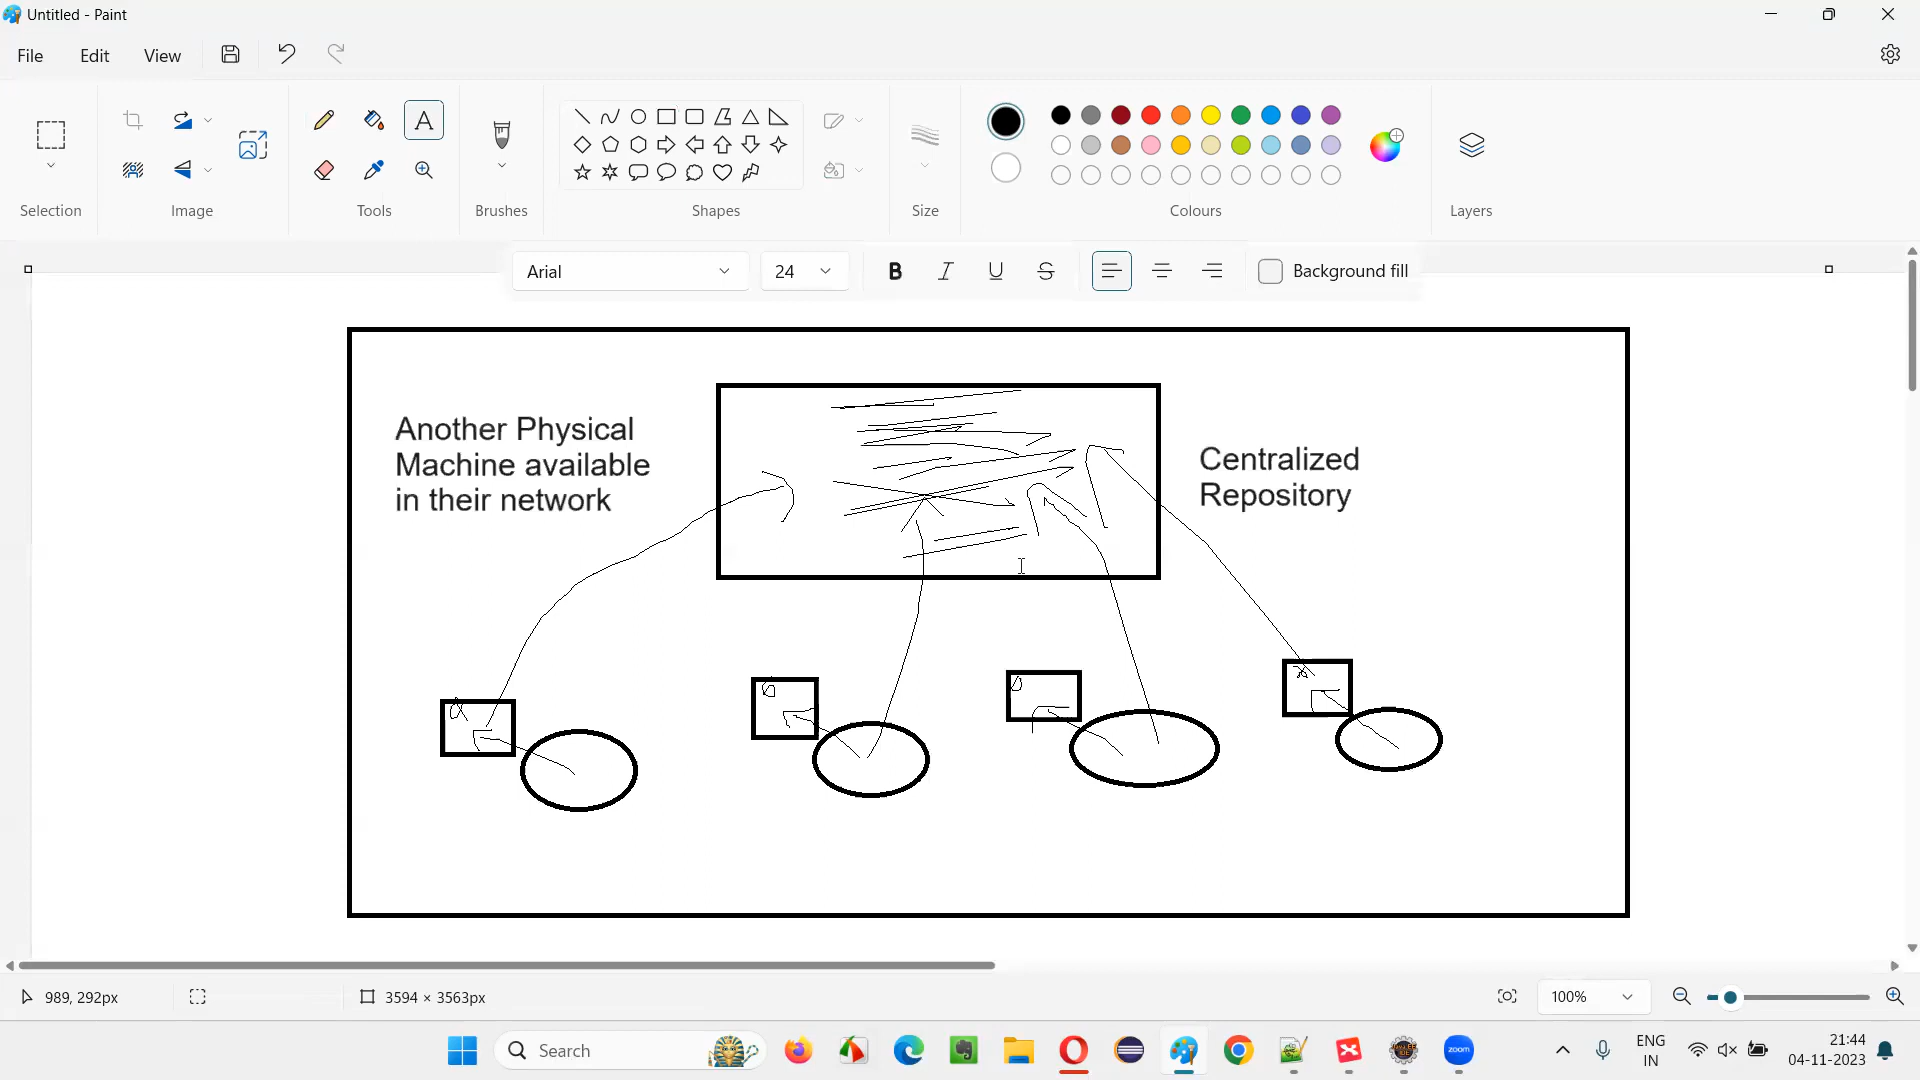 Untitled - Paint
File Edit View
Selection Image Tools Brushes Shapes Size Colours Layers
Arial 24 B I U S Background fill
Another Physical
Machine available
in their network
Centralized
Repository
989, 292px 3594 × 3563px 100%
Search
zoom
ENG
IN
21:44
04-11-2023